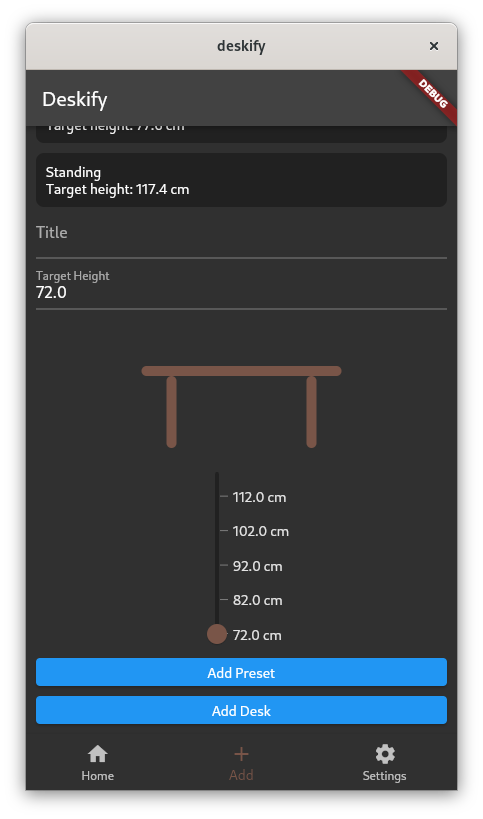 deskify
Deskify
DEBUG
Target height: 77.6 cm
Standing
Target height: 117.4 cm
Title
Target Height
72.0
112.0 cm
102.0 cm
92.0 cm
82.0 cm
72.0 cm
Add Preset
Add Desk
Home
Add
Settings